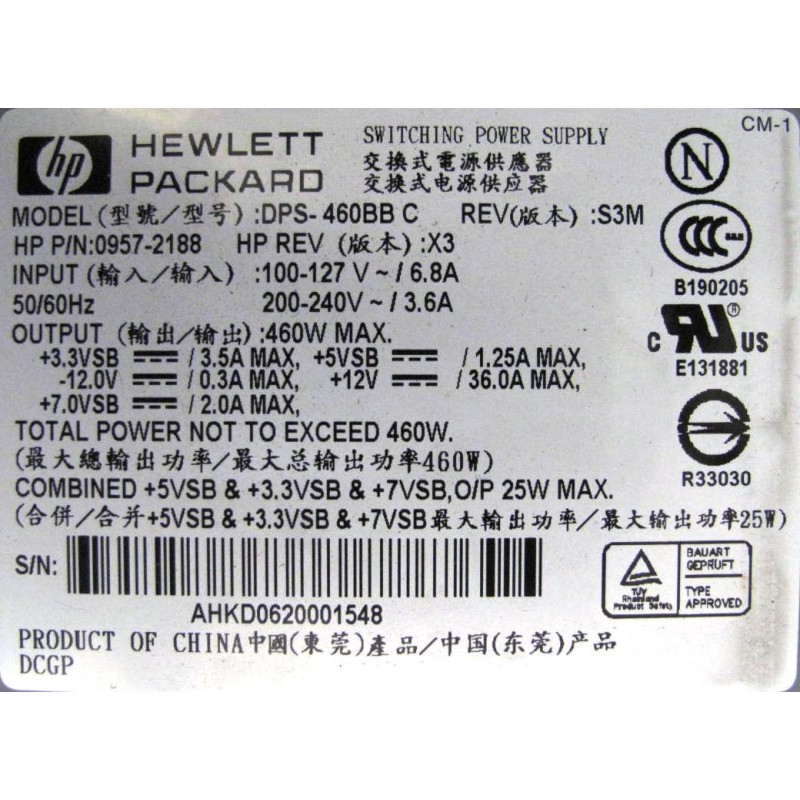 CM-1
hp HEWLETT PACKARD
SWITCHING POWER SUPPLY
交換式電源供應器
交换式电源供应器
N
MODEL (型號/型号) :DPS- 460BB C REV(版本) :S3M
HP P/N:0957-2188 HP REV (版本) :X3
INPUT (輸入/输入) :100-127 V ~ / 6.8A
50/60Hz 200-240V ~ / 3.6A
OUTPUT (輸出/输出) :460W MAX.
+3.3VSB ⎓ / 3.5A MAX, +5VSB ⎓ / 1.25A MAX,
-12.0V ⎓ / 0.3A MAX, +12V ⎓ / 36.0A MAX,
+7.0VSB ⎓ / 2.0A MAX,
TOTAL POWER NOT TO EXCEED 460W.
(最大總輸出功率/最大总输出功率460W)
COMBINED +5VSB & +3.3VSB & +7VSB,O/P 25W MAX.
(合併/合并+5VSB & +3.3VSB & +7VSB最大輸出功率/最大输出功率25W)
CCC
B190205
C RU® US
E131881
R33030
S/N:
AHKD0620001548
TUV Rheinland Product Safety
BAUART GEPRUFT
TYPE APPROVED
PRODUCT OF CHINA中國(東莞)產品/中国(东莞)产品
DCGP